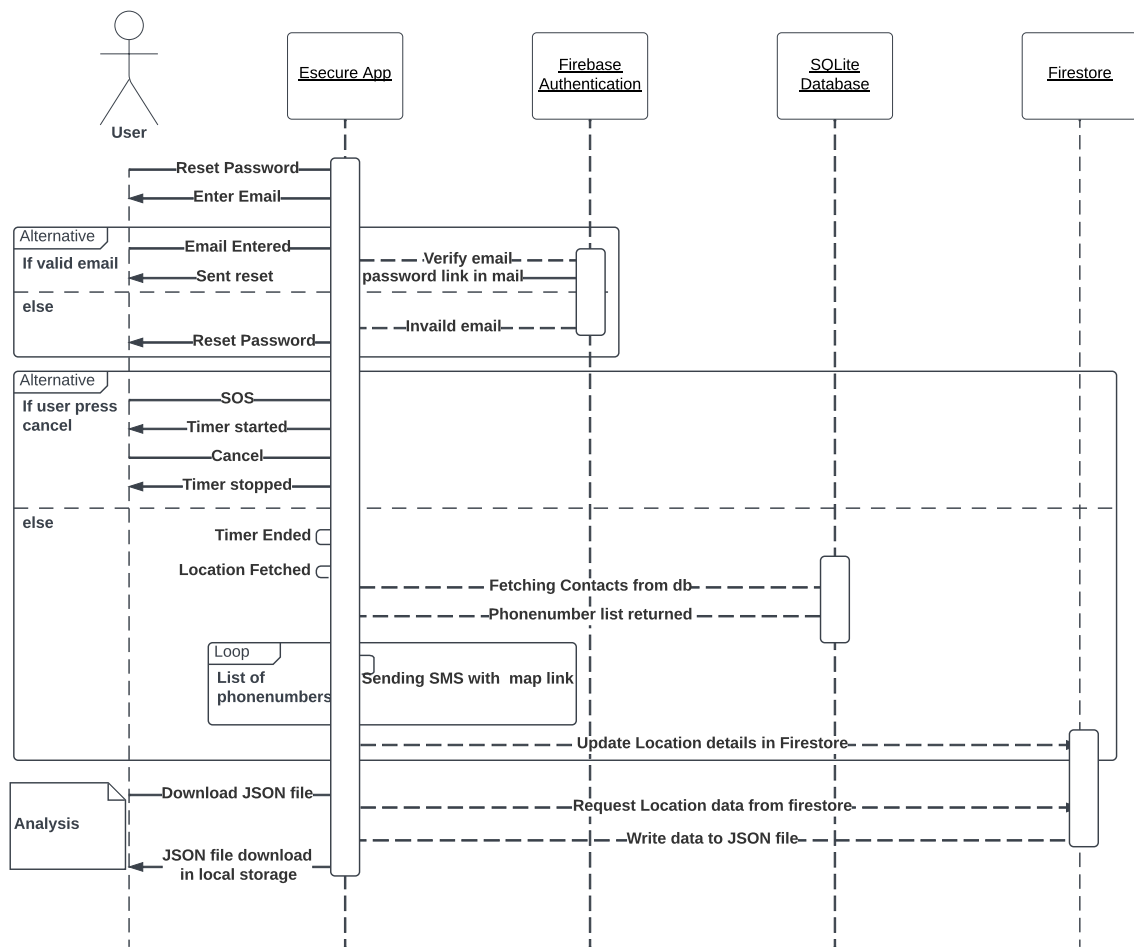 Esecure App
Firebase
Authentication
SQLite
Database
Firestore
User
Reset Password
Enter Email
Alternative
If valid email
Email Entered
Verify email
Sent reset
password link in mail
else
Invaild email
Reset Password
Alternative
If user press
cancel
SOS
Timer started
Cancel
Timer stopped
else
Timer Ended
Location Fetched
Fetching Contacts from db
Phonenumber list returned
Loop
List of
phonenumbers
Sending SMS with map link
Update Location details in Firestore
Analysis
Download JSON file
Request Location data from firestore
Write data to JSON file
JSON file download
in local storage